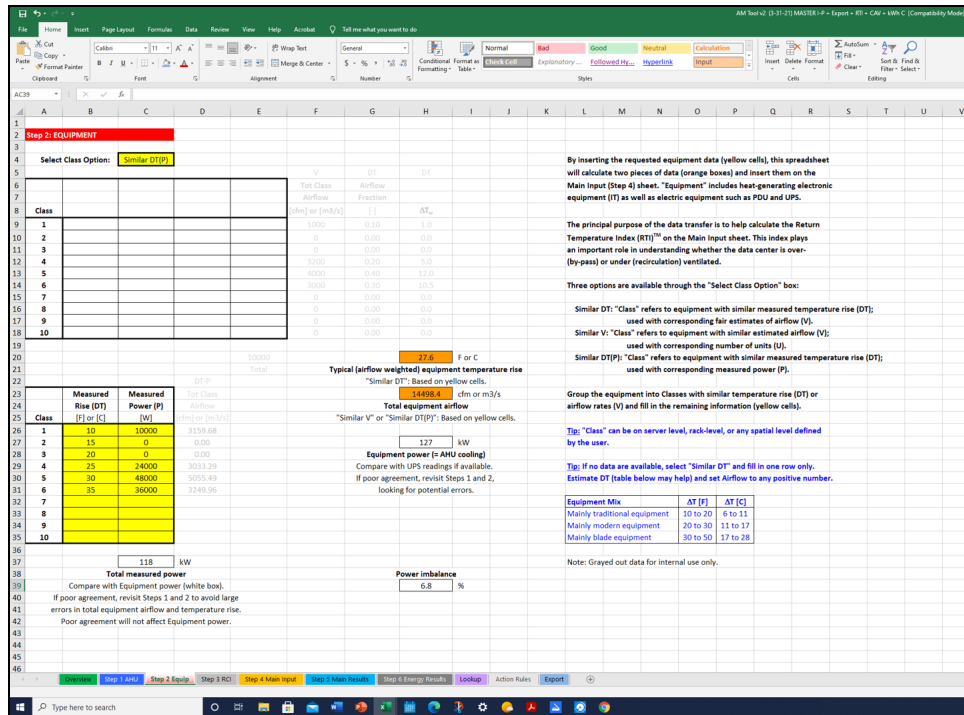 AM Tool v2 (3-31-21) MASTER I-P + Export + RTI + CAV + kWh C [Compatibility Mode]
File Home Insert Page Layout Formulas Data Review View Help Acrobat Tell me what you want to do
Cut
Copy
Format Painter
Paste
Calibri 11
Wrap Text
Merge & Center
General
Conditional Formatting
Format as Table
Normal Bad Good Neutral Calculation
Check Cell Explanatory ... Followed Hy... Hyperlink Input
Insert Delete Format
AutoSum
Fill
Clear
Sort & Filter
Find & Select
Clipboard Font Alignment Number Styles Cells Editing
AC39
A B C D E F G H I J K L M N O P Q R S T U V
Step 2: EQUIPMENT
Select Class Option: Similar DT(P)
V DT DT
Tot Class Airflow
Airflow Fraction
Class [cfm] or [m3/s] [-] ΔTw
1 1000 0.10 1.0
2 0 0.00 0.0
3 0 0.00 0.0
4 3200 0.20 5.0
5 4000 0.40 12.0
6 3000 0.30 10.5
7 0 0.00 0.0
8 0 0.00 0.0
9 0 0.00 0.0
10 0 0.00 0.0
10000
Total
27.6 F or C
Typical (airflow weighted) equipment temperature rise
"Similar DT": Based on yellow cells.
14498.4 cfm or m3/s
Total equipment airflow
"Similar V" or "Similar DT(P)": Based on yellow cells.
127 kW
Equipment power (= AHU cooling)
Compare with UPS readings if available.
If poor agreement, revisit Steps 1 and 2,
looking for potential errors.
Power imbalance
6.8 %
DT-P
Measured Measured Tot Class
Rise (DT) Power (P) Airflow
Class [F] or [C] [W] [cfm] or [m3/s]
1 10 10000 3159.68
2 15 0 0.00
3 20 0 0.00
4 25 24000 3033.29
5 30 48000 5055.49
6 35 36000 3249.96
7
8
9
10
118 kW
Total measured power
Compare with Equipment power (white box).
If poor agreement, revisit Steps 1 and 2 to avoid large
errors in total equipment airflow and temperature rise.
Poor agreement will not affect Equipment power.
By inserting the requested equipment data (yellow cells), this spreadsheet
will calculate two pieces of data (orange boxes) and insert them on the
Main Input (Step 4) sheet. "Equipment" includes heat-generating electronic
equipment (IT) as well as electric equipment such as PDU and UPS.
The principal purpose of the data transfer is to help calculate the Return
Temperature Index (RTI)™ on the Main Input sheet. This index plays
an important role in understanding whether the data center is over-
(by-pass) or under (recirculation) ventilated.
Three options are available through the "Select Class Option" box:
Similar DT: "Class" refers to equipment with similar measured temperature rise (DT);
used with corresponding fair estimates of airflow (V).
Similar V: "Class" refers to equipment with similar estimated airflow (V);
used with corresponding number of units (U).
Similar DT(P): "Class" refers to equipment with similar measured temperature rise (DT);
used with corresponding measured power (P).
Group the equipment into Classes with similar temperature rise (DT) or
airflow rates (V) and fill in the remaining information (yellow cells).
Tip: "Class" can be on server level, rack-level, or any spatial level defined
by the user.
Tip: If no data are available, select "Similar DT" and fill in one row only.
Estimate DT (table below may help) and set Airflow to any positive number.
Equipment Mix ΔT [F] ΔT [C]
Mainly traditional equipment 10 to 20 6 to 11
Mainly modern equipment 20 to 30 11 to 17
Mainly blade equipment 30 to 50 17 to 28
Note: Grayed out data for internal use only.
Overview Step 1 AHU Step 2 Equip Step 3 RCI Step 4 Main Input Step 5 Main Results Step 6 Energy Results Lookup Action Rules Export
Type here to search